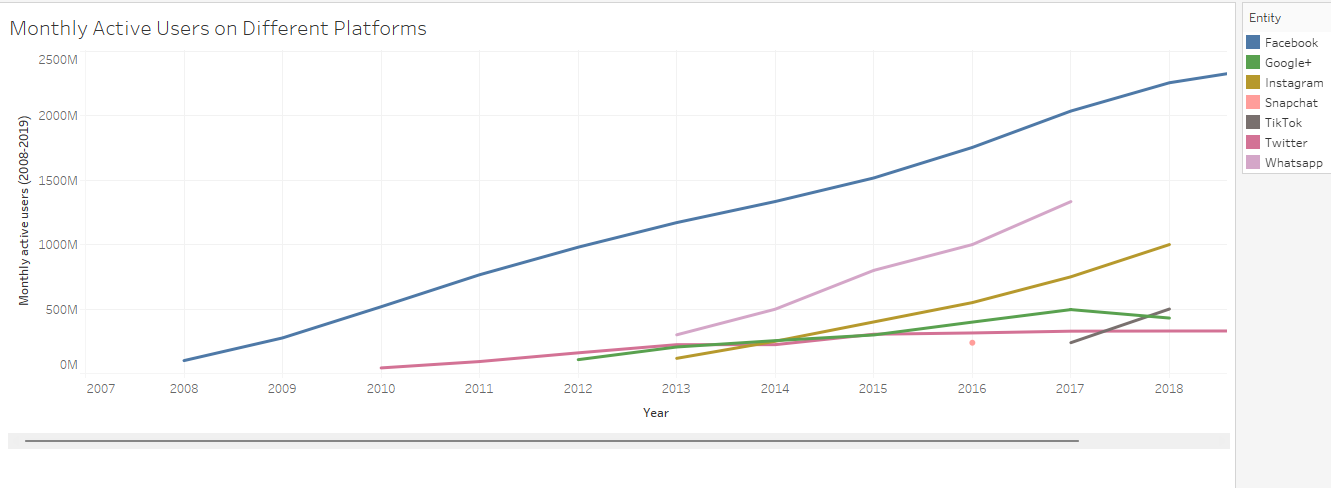 Monthly Active Users on Different Platforms
Entity
Facebook
Google+
Instagram
Snapchat
TikTok
Twitter
Whatsapp
Monthly active users (2008-2019)
2500M
2000M
1500M
1000M
500M
0M
2007 2008 2009 2010 2011 2012 2013 2014 2015 2016 2017 2018
Year